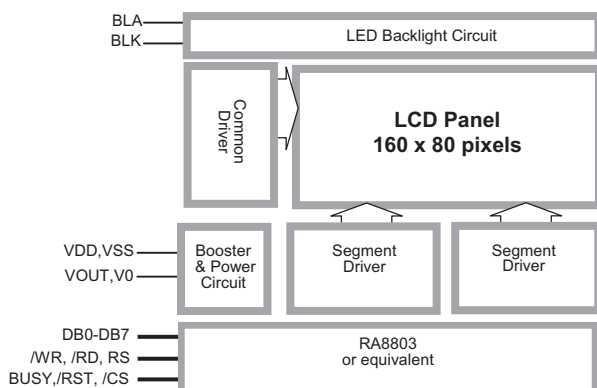 BLA
BLK
LED Backlight Circuit
Common
Driver
LCD Panel
160 x 80 pixels
VDD,VSS
VOUT,V0
Booster
& Power
Circuit
Segment
Driver
Segment
Driver
DB0-DB7
/WR, /RD, RS
BUSY,/RST, /CS
RA8803
or equivalent